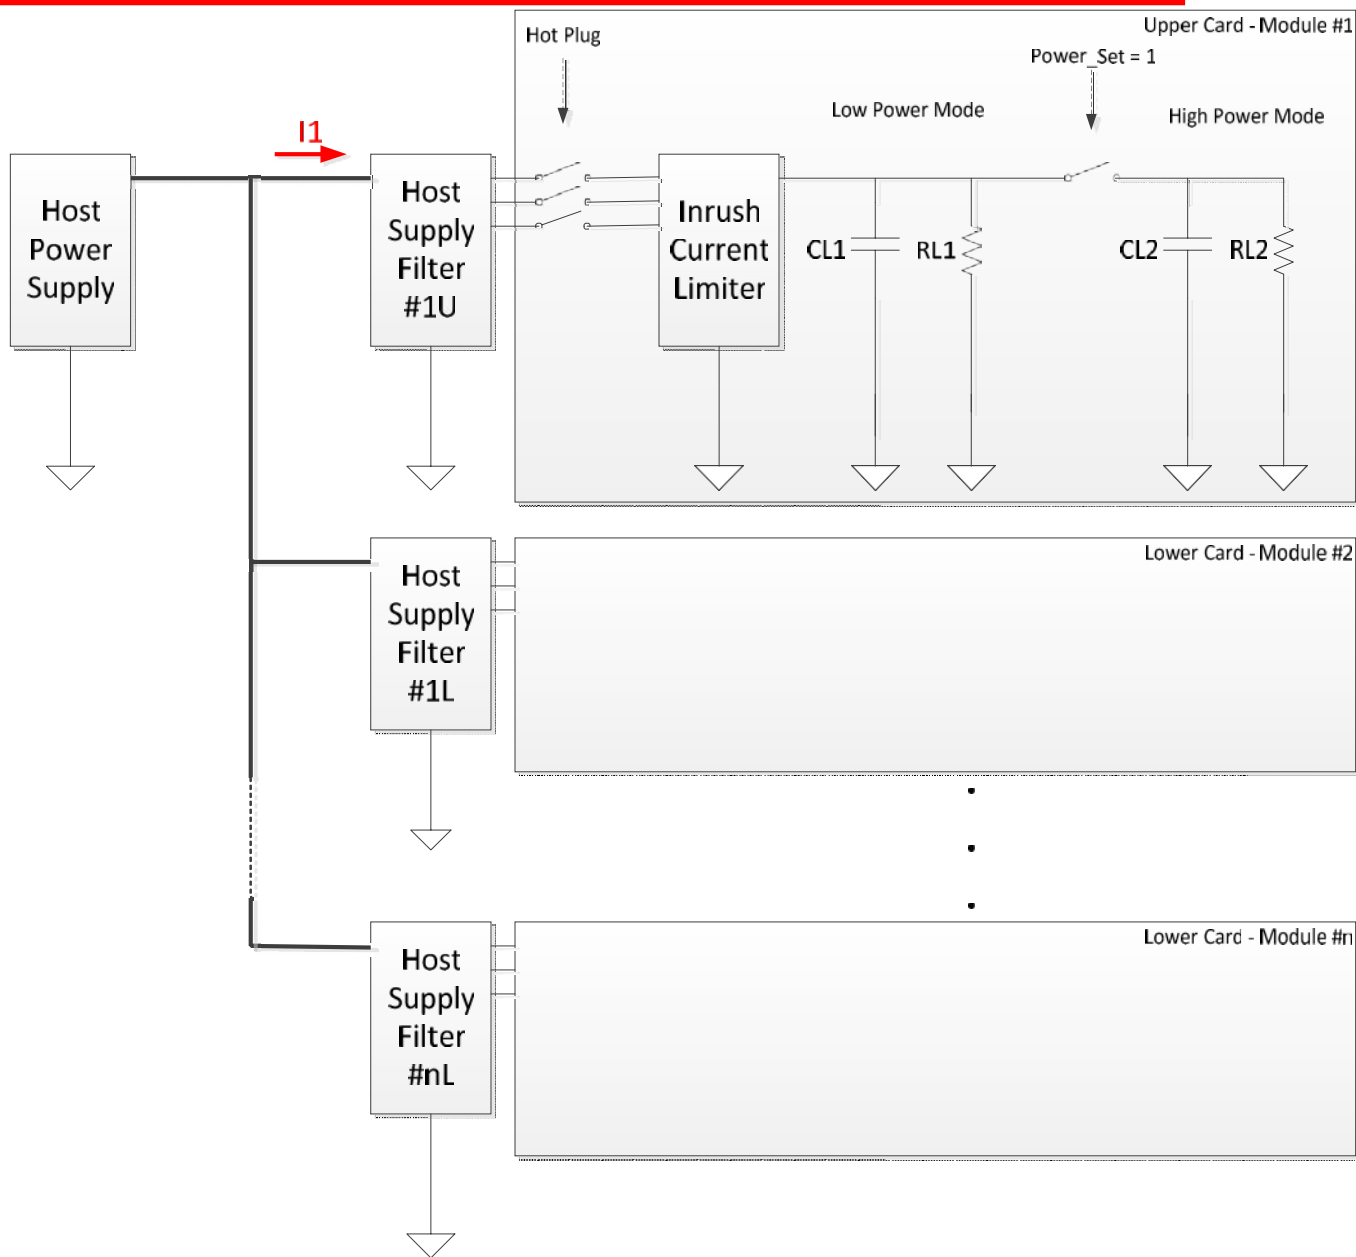 Upper Card - Module #1
Hot Plug
Power_Set = 1
Low Power Mode
High Power Mode
I1
Host
Power
Supply
Host
Supply
Filter
#1U
Inrush
Current
Limiter
CL1
RL1
CL2
RL2
Lower Card - Module #2
Host
Supply
Filter
#1L
Lower Card - Module #n
Host
Supply
Filter
#nL